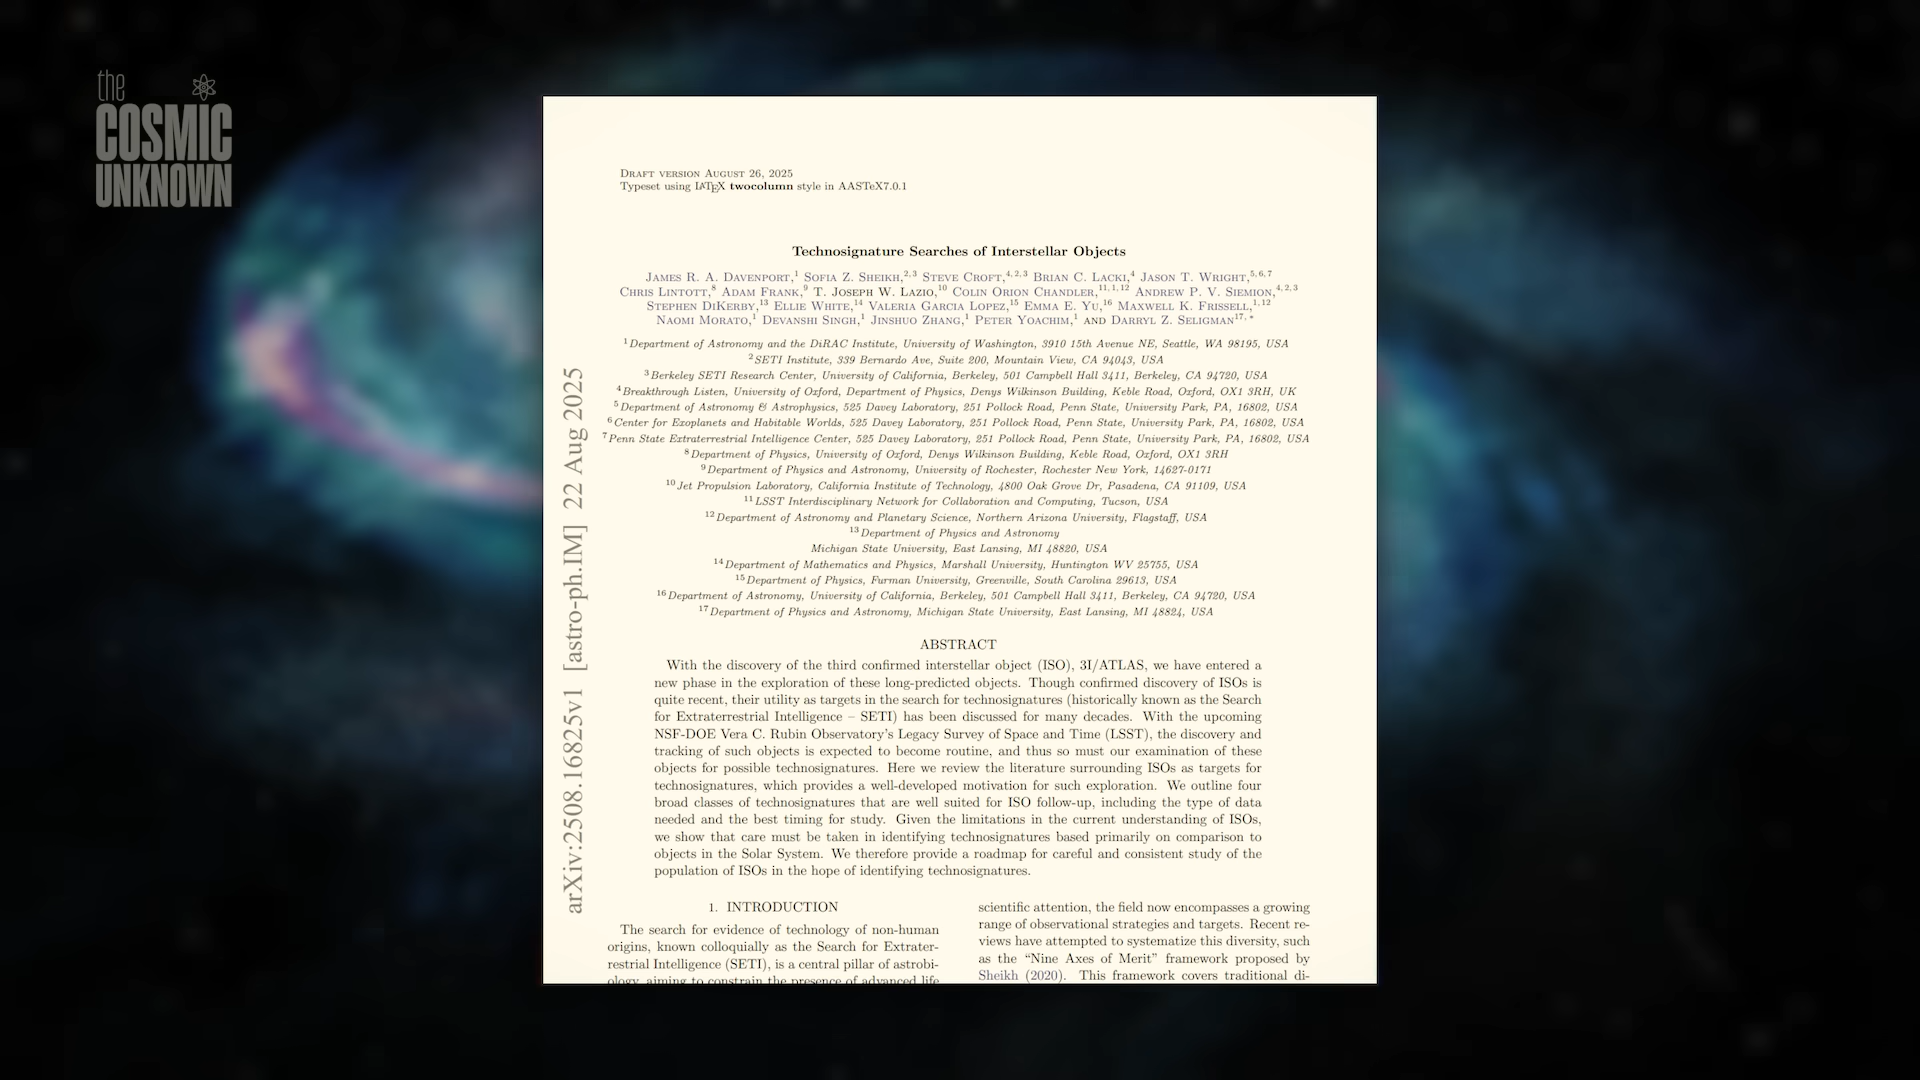 the
COSMIC
UNKNOWN
DRAFT VERSION AUGUST 26, 2025
Typeset using LATEX twocolumn style in AASTeX7.0.1
Technosignature Searches of Interstellar Objects
JAMES R. A. DAVENPORT,1 SOFIA Z. SHEIKH,2,3 STEVE CROFT,4,2,3 BRIAN C. LACKI,4 JASON T. WRIGHT,5,6,7
CHRIS LINTOTT,8 ADAM FRANK,9 T. JOSEPH W. LAZIO,10 COLIN ORION CHANDLER,11,1,12 ANDREW P. V. SIEMION,4,2,3
STEPHEN DIKERBY,13 ELLIE WHITE,14 VALERIA GARCIA LOPEZ,15 EMMA E. YU,16 MAXWELL K. FRISSELL,1,12
NAOMI MORATO,1 DEVANSHI SINGH,1 JINSHUO ZHANG,1 PETER YOACHIM,1 AND DARRYL Z. SELIGMAN17,*
1Department of Astronomy and the DiRAC Institute, University of Washington, 3910 15th Avenue NE, Seattle, WA 98195, USA
2SETI Institute, 339 Bernardo Ave, Suite 200, Mountain View, CA 94043, USA
3Berkeley SETI Research Center, University of California, Berkeley, 501 Campbell Hall 3411, Berkeley, CA 94720, USA
4Breakthrough Listen, University of Oxford, Department of Physics, Denys Wilkinson Building, Keble Road, Oxford, OX1 3RH, UK
5Department of Astronomy & Astrophysics, 525 Davey Laboratory, 251 Pollock Road, Penn State, University Park, PA, 16802, USA
6Center for Exoplanets and Habitable Worlds, 525 Davey Laboratory, 251 Pollock Road, Penn State, University Park, PA, 16802, USA
7Penn State Extraterrestrial Intelligence Center, 525 Davey Laboratory, 251 Pollock Road, Penn State, University Park, PA, 16802, USA
8Department of Physics, University of Oxford, Denys Wilkinson Building, Keble Road, Oxford, OX1 3RH
9Department of Physics and Astronomy, University of Rochester, Rochester New York, 14627-0171
10Jet Propulsion Laboratory, California Institute of Technology, 4800 Oak Grove Dr, Pasadena, CA 91109, USA
11LSST Interdisciplinary Network for Collaboration and Computing, Tucson, USA
12Department of Astronomy and Planetary Science, Northern Arizona University, Flagstaff, USA
13Department of Physics and Astronomy
Michigan State University, East Lansing, MI 48820, USA
14Department of Mathematics and Physics, Marshall University, Huntington WV 25755, USA
15Department of Physics, Furman University, Greenville, South Carolina 29613, USA
16Department of Astronomy, University of California, Berkeley, 501 Campbell Hall 3411, Berkeley, CA 94720, USA
17Department of Physics and Astronomy, Michigan State University, East Lansing, MI 48824, USA
arXiv:2508.16825v1 [astro-ph.IM] 22 Aug 2025
ABSTRACT
With the discovery of the third confirmed interstellar object (ISO), 3I/ATLAS, we have entered a
new phase in the exploration of these long-predicted objects. Though confirmed discovery of ISOs is
quite recent, their utility as targets in the search for technosignatures (historically known as the Search
for Extraterrestrial Intelligence – SETI) has been discussed for many decades. With the upcoming
NSF-DOE Vera C. Rubin Observatory's Legacy Survey of Space and Time (LSST), the discovery and
tracking of such objects is expected to become routine, and thus so must our examination of these
objects for possible technosignatures. Here we review the literature surrounding ISOs as targets for
technosignatures, which provides a well-developed motivation for such exploration. We outline four
broad classes of technosignatures that are well suited for ISO follow-up, including the type of data
needed and the best timing for study. Given the limitations in the current understanding of ISOs,
we show that care must be taken in identifying technosignatures based primarily on comparison to
objects in the Solar System. We therefore provide a roadmap for careful and consistent study of the
population of ISOs in the hope of identifying technosignatures.
1. INTRODUCTION
The search for evidence of technology of non-human
origins, known colloquially as the Search for Extrater-
restrial Intelligence (SETI), is a central pillar of astrobi-
ology, aiming to constrain the presence of advanced life
scientific attention, the field now encompasses a growing
range of observational strategies and targets. Recent re-
views have attempted to systematize this diversity, such
as the “Nine Axes of Merit” framework proposed by
Sheikh (2020). This framework covers traditional di-